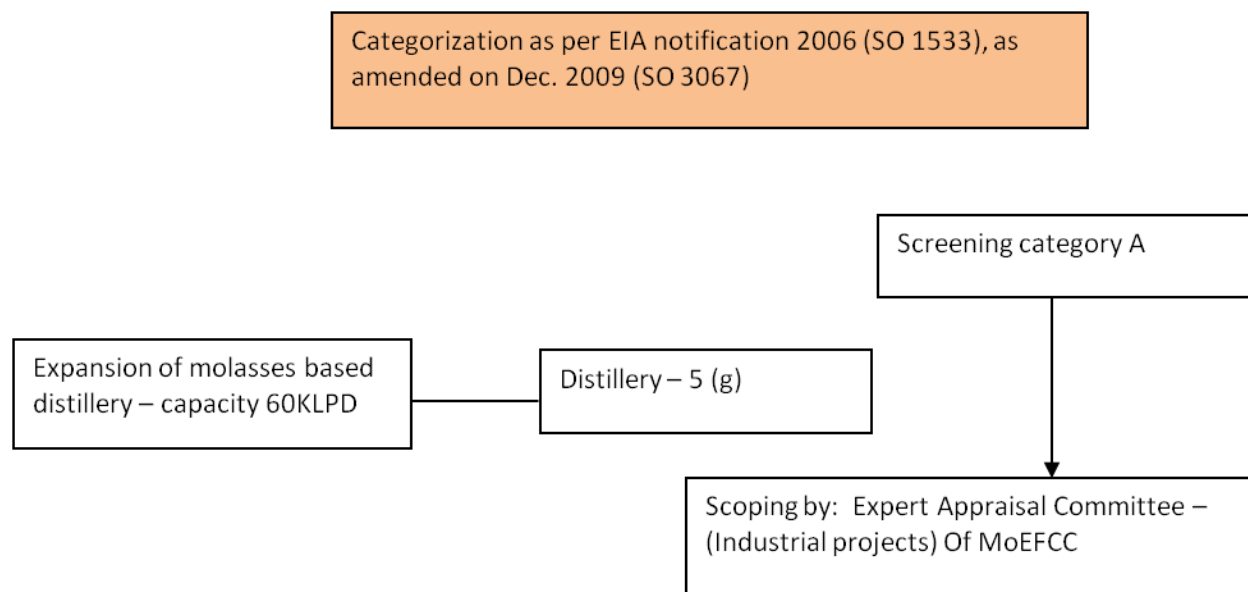 Categorization as per EIA notification 2006 (SO 1533), as
amended on Dec. 2009 (SO 3067)
Screening category A
Expansion of molasses based
distillery – capacity 60KLPD
Distillery – 5 (g)
Scoping by: Expert Appraisal Committee –
(Industrial projects) Of MoEFCC